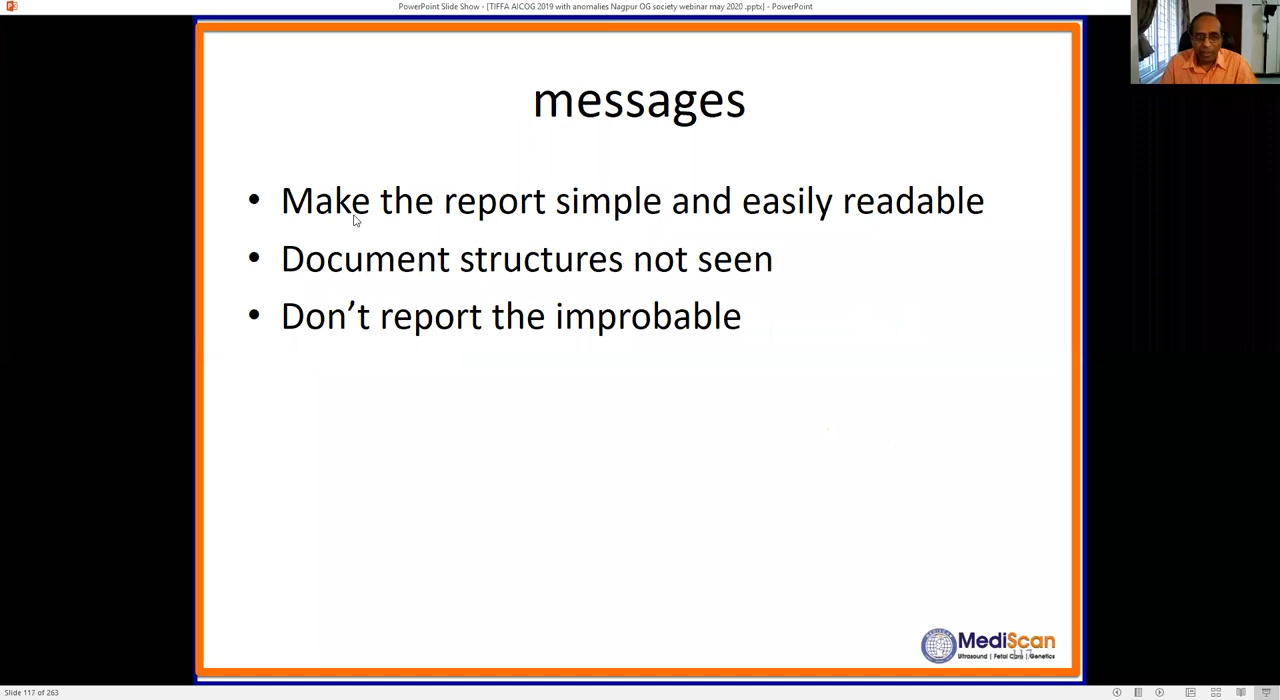 PowerPoint Slide Show - [TIFFA AICOG 2019 with anomalies Nagpur OG society webinar may 2020 .pptx] - PowerPoint
messages
• Make the report simple and easily readable
• Document structures not seen
• Don’t report the improbable
MediScan
Ultrasound | Fetal Care | Genetics
117
Slide 117 of 263